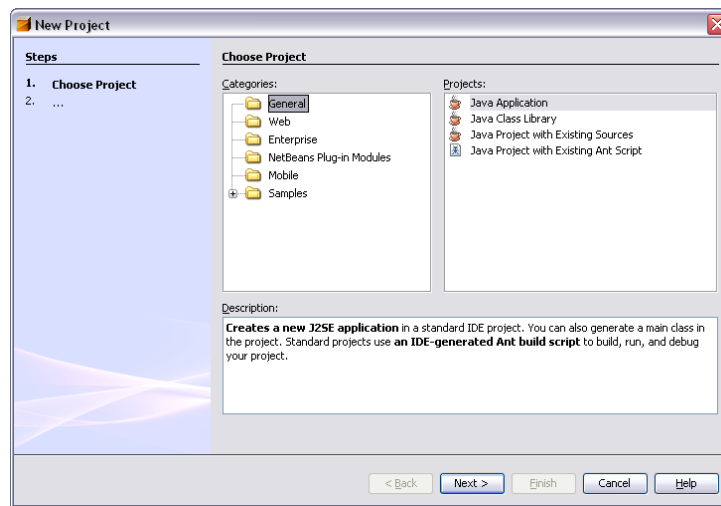 New Project
Steps
1. Choose Project
2. ...
Choose Project
Categories:
General
Web
Enterprise
NetBeans Plug-in Modules
Mobile
Samples
Projects:
Java Application
Java Class Library
Java Project with Existing Sources
Java Project with Existing Ant Script
Description:
Creates a new J2SE application in a standard IDE project. You can also generate a main class in
the project. Standard projects use an IDE-generated Ant build script to build, run, and debug
your project.
< Back Next > Finish Cancel Help